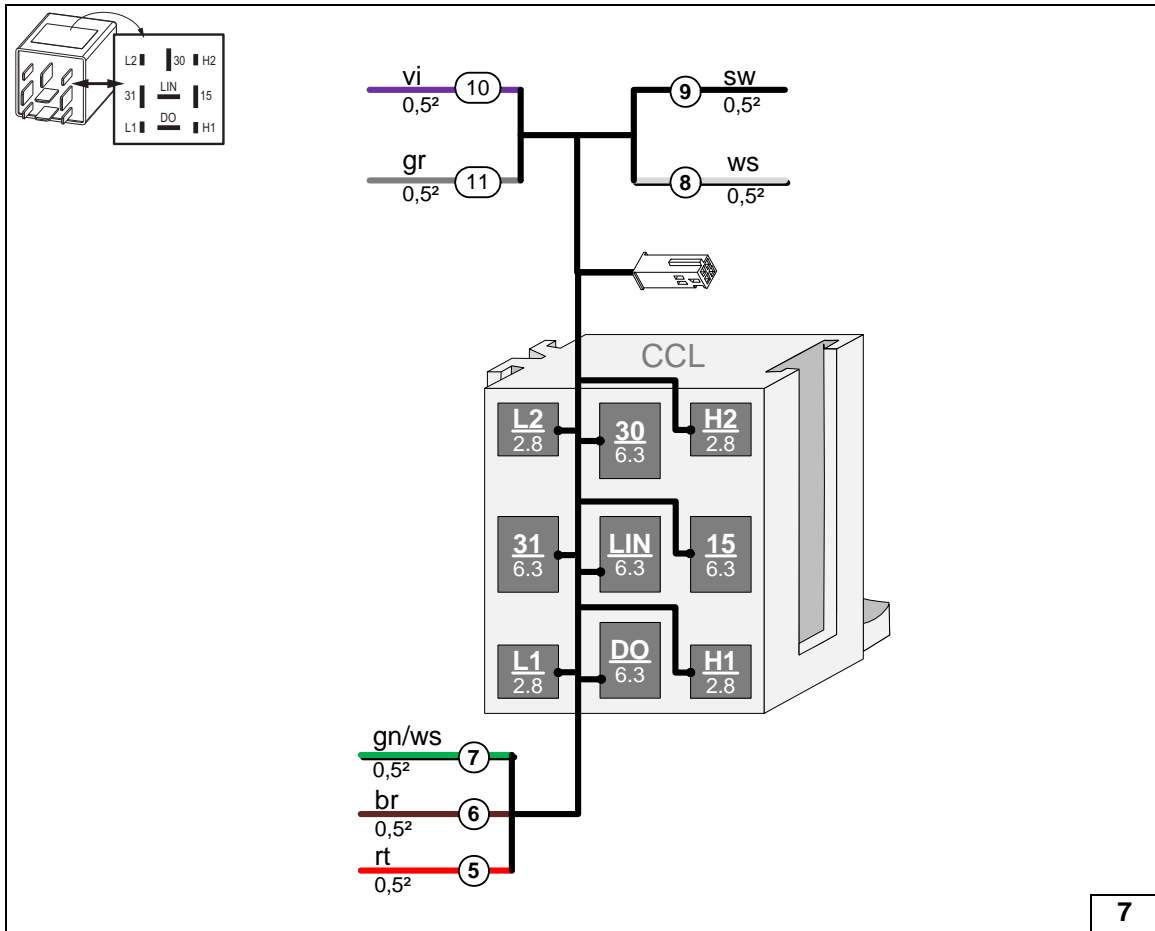 L2 30 H2
31 LIN 15
L1 DO H1
vi
10
0,5²
gr
11
0,5²
sw
9
0,5²
ws
8
0,5²
CCL
L2
2.8
30
6.3
H2
2.8
31
6.3
LIN
6.3
15
6.3
L1
2.8
DO
6.3
H1
2.8
gn/ws
7
0,5²
br
6
0,5²
rt
5
0,5²
7